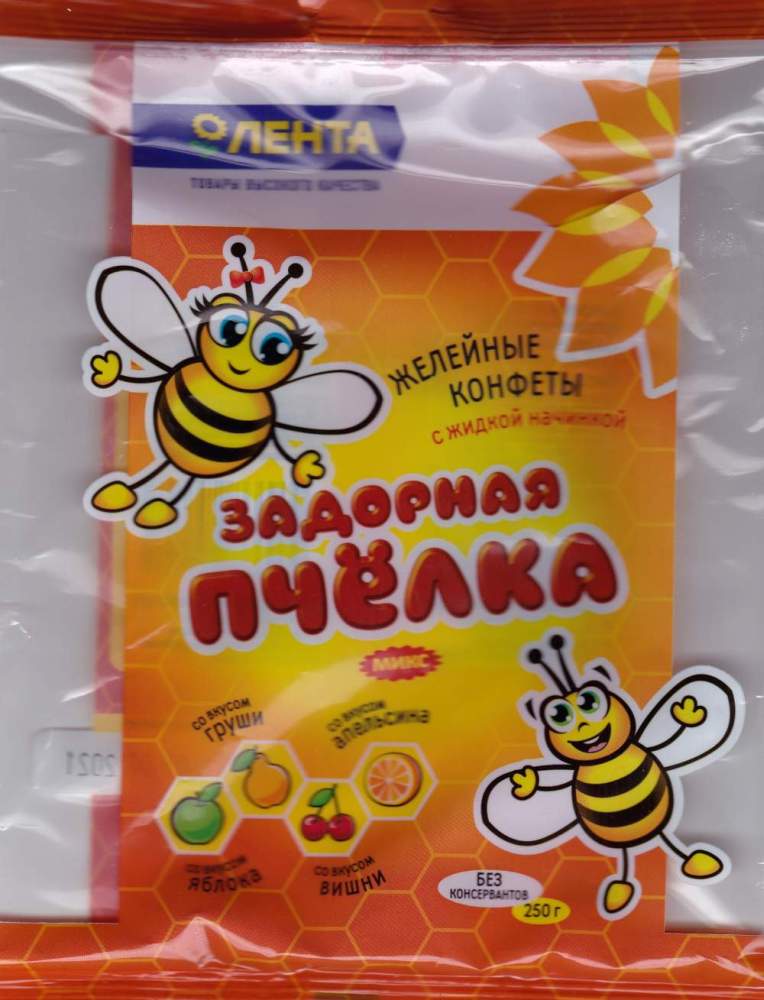 ЛЕНТА
ТОВАРЫ ВЫСОКОГО КАЧЕСТВА
ЖЕЛЕЙНЫЕ
КОНФЕТЫ
С ЖИДКОЙ НАЧИНКОЙ
ЗАДОРНАЯ
ПЧЁЛКА
МИКС
СО ВКУСОМ
ГРУШИ
СО ВКУСОМ
АПЕЛЬСИНА
СО ВКУСОМ
ЯБЛОКА
СО ВКУСОМ
ВИШНИ
БЕЗ
КОНСЕРВАНТОВ
250 г
2021